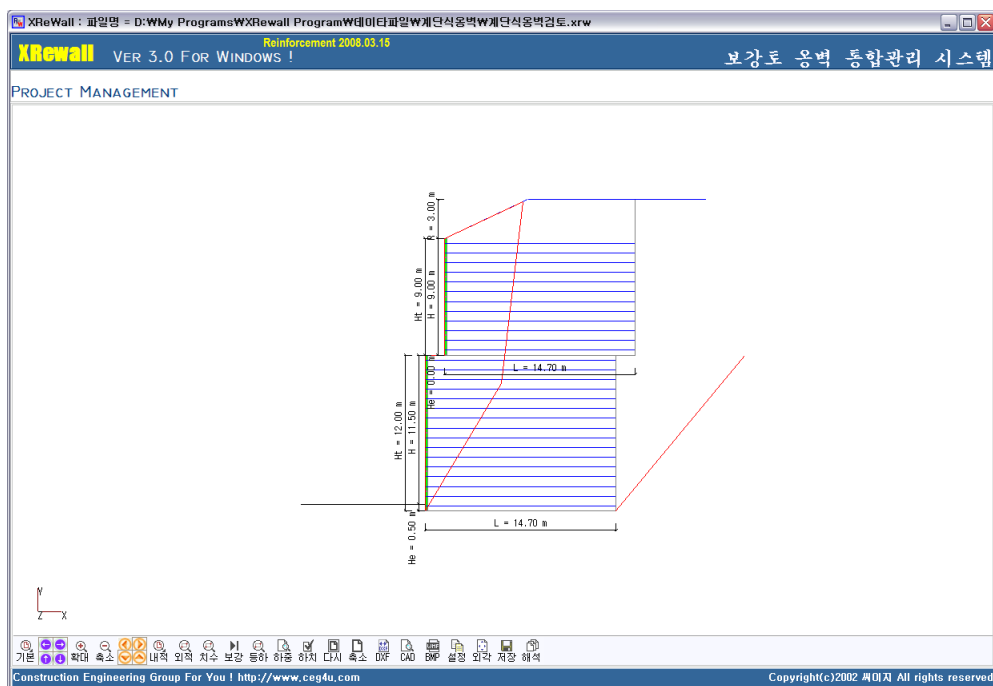 XReWall : 파일명 = D:₩My Programs₩XRewall Program₩데이타파일₩계단식옹벽₩계단식옹벽검토.xrw
Reinforcement 2008.03.15
XRewall VER 3.0 FOR WINDOWS ! 보강토 옹벽 통합관리 시스템
PROJECT MANAGEMENT
R = 3.00 m
Ht = 9.00 m
H = 9.00 m
L = 14.70 m
He = 0.00 m
Ht = 12.00 m
H = 11.50 m
L = 14.70 m
He = 0.50 m
Y
Z X
기본 확대 축소 내적 외적 치수 보강 등하 하중 하치 다시 축소 DXF CAD BMP 설정 외각 저장 해석
Construction Engineering Group For You ! http://www.ceg4u.com Copyright(c)2002 씨이지 All rights reserved